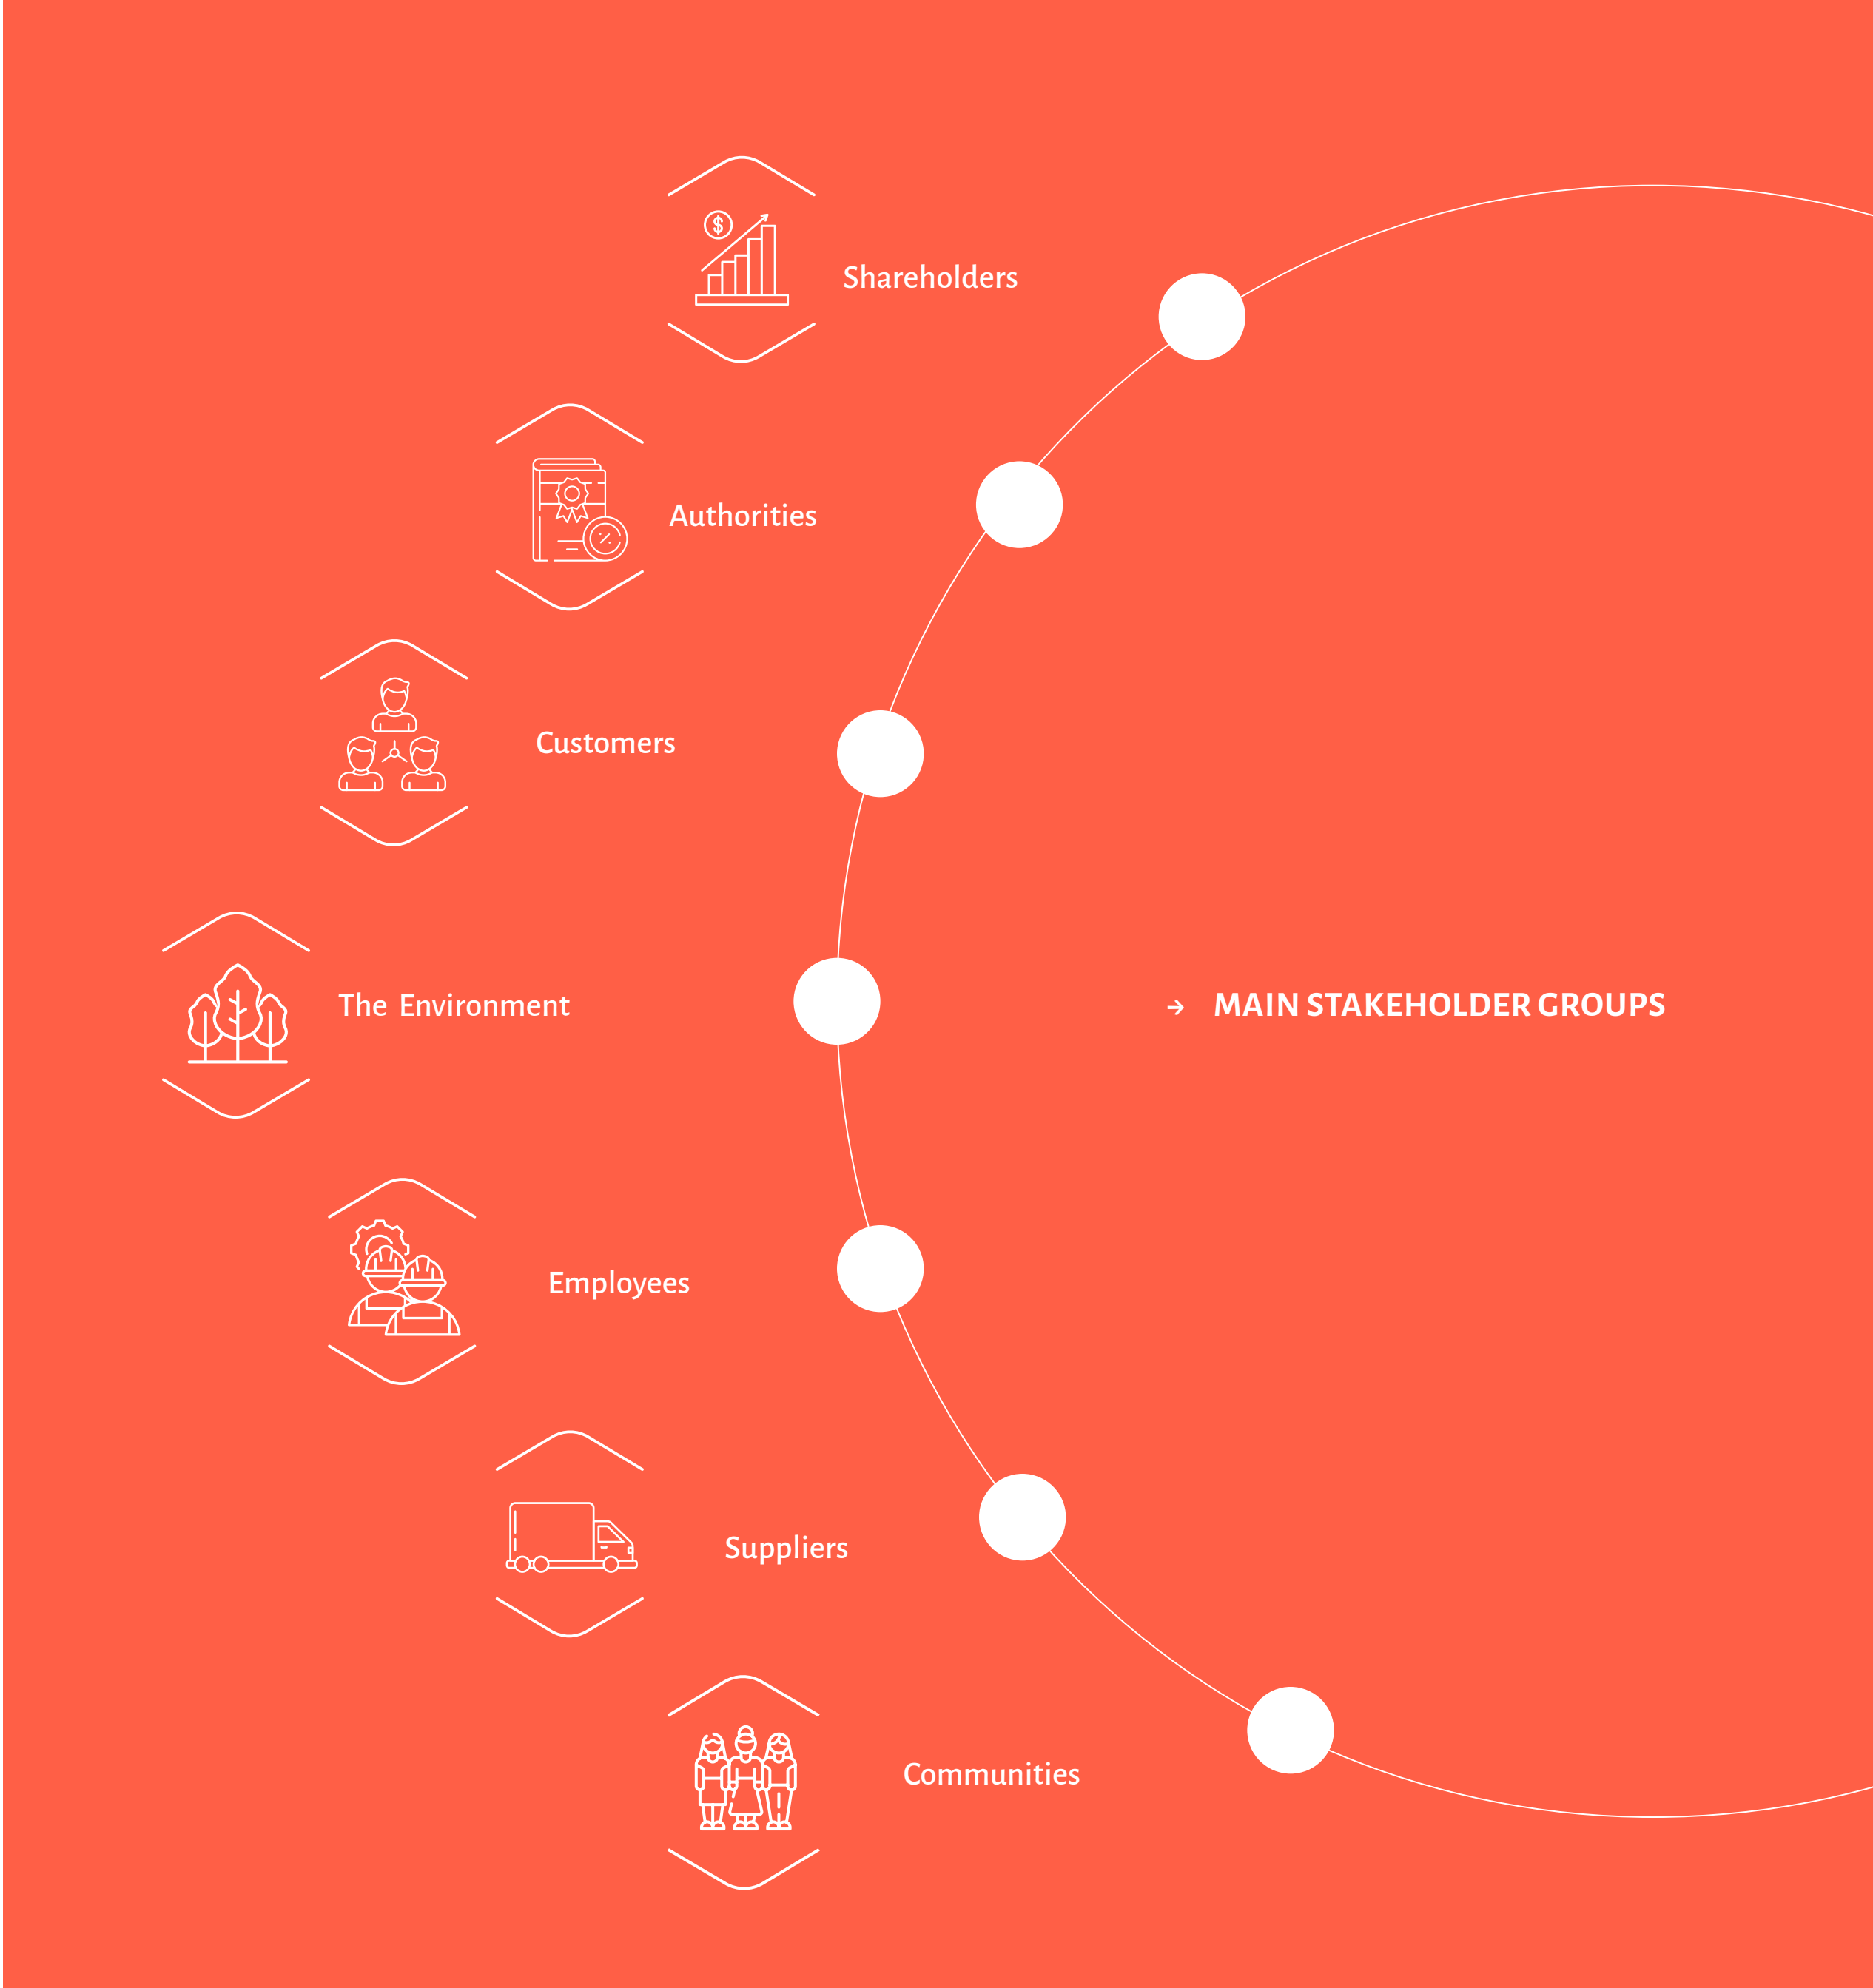 Shareholders
Authorities
Customers
The Environment
→ MAIN STAKEHOLDER GROUPS
Employees
Suppliers
Communities